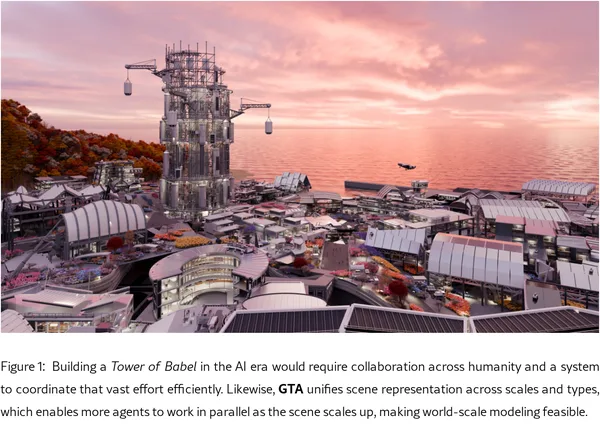 Figure 1: Building a Tower of Babel in the AI era would require collaboration across humanity and a system
to coordinate that vast effort efficiently. Likewise, GTA unifies scene representation across scales and types,
which enables more agents to work in parallel as the scene scales up, making world-scale modeling feasible.